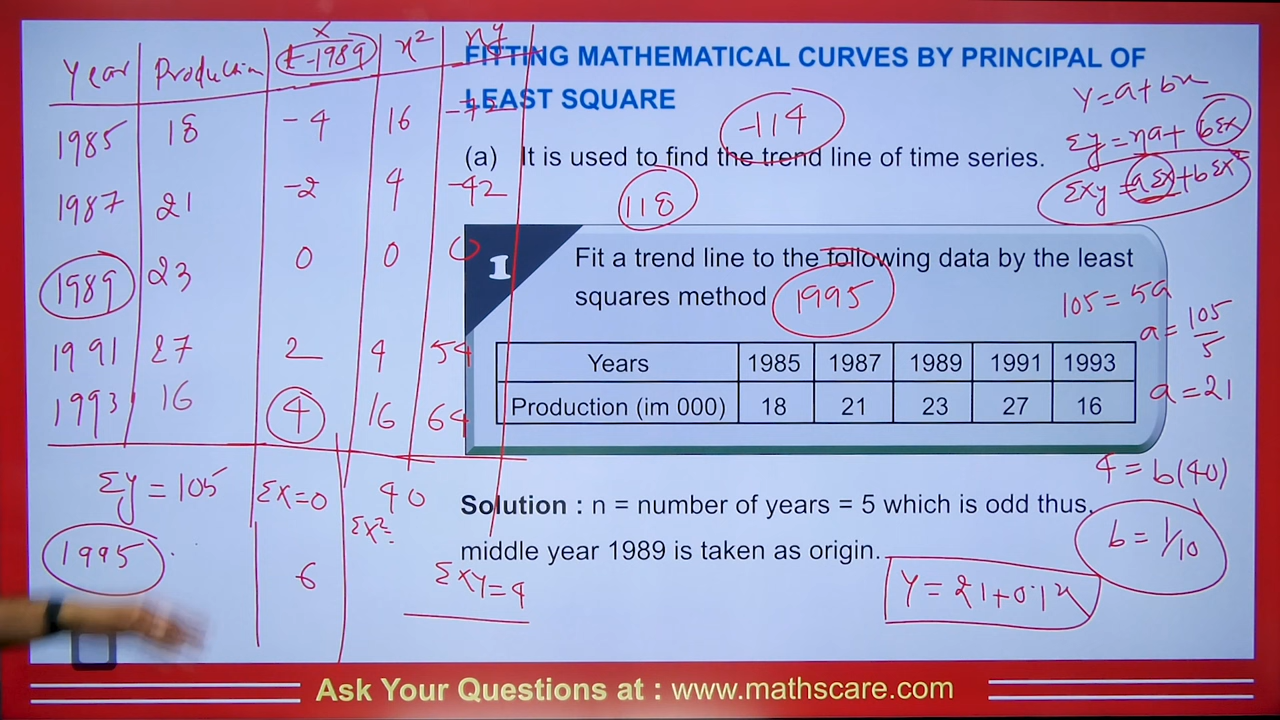 FITTING MATHEMATICAL CURVES BY PRINCIPAL OF
LEAST SQUARE
(a) It is used to find the trend line of time series.
1
Fit a trend line to the following data by the least
squares method
1995
Years 1985 1987 1989 1991 1993
Production (im 000) 18 21 23 27 16
Solution : n = number of years = 5 which is odd thus,
middle year 1989 is taken as origin.
x
Year Production t-1989 x² xy
1985 18 -4 16 -72
1987 21 -2 4 -42
1989 23 0 0 0
1991 27 2 4 54
1993 16 4 16 64
Σy = 105 Σx=0 40
Σx²=
1995 6
Σxy=4
-114
118
Y = a+bx
Σy = na+ bΣx
Σxy = aΣx+bΣx²
105 = 5a
a = 105/5
a = 21
4 = b(40)
b = 1/10
Y = 21+0.1x
Ask Your Questions at : www.mathscare.com